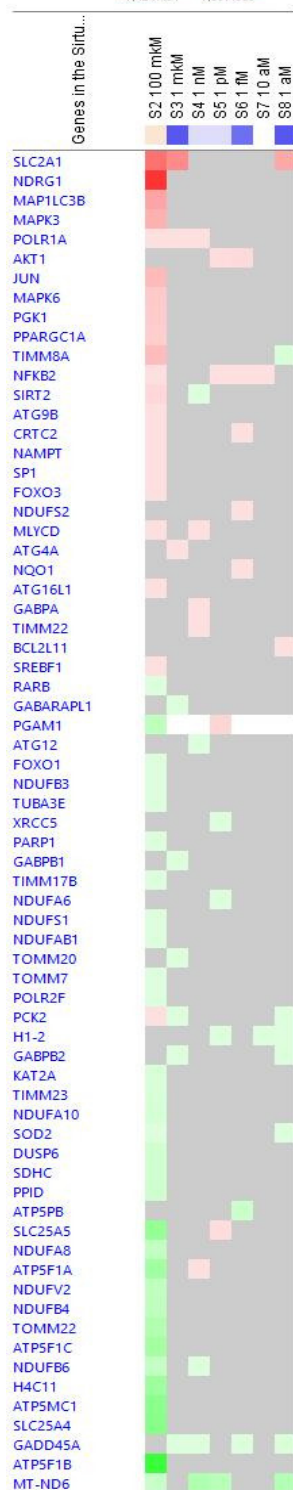 Genes in the Sirtu...
S2 100 mkM
S3 1 mkM
S4 1 nM
S5 1 pM
S6 1 fM
S7 10 aM
S8 1 aM
SLC2A1
NDRG1
MAP1LC3B
MAPK3
POLR1A
AKT1
JUN
MAPK6
PGK1
PPARGC1A
TIMM8A
NFKB2
SIRT2
ATG9B
CRTC2
NAMPT
SP1
FOXO3
NDUFS2
MLYCD
ATG4A
NQO1
ATG16L1
GABPA
TIMM22
BCL2L11
SREBF1
RARB
GABARAPL1
PGAM1
ATG12
FOXO1
NDUFB3
TUBA3E
XRCC5
PARP1
GABPB1
TIMM17B
NDUFA6
NDUFS1
NDUFAB1
TOMM20
TOMM7
POLR2F
PCK2
H1-2
GABPB2
KAT2A
TIMM23
NDUFA10
SOD2
DUSP6
SDHC
PPID
ATP5PB
SLC25A5
NDUFA8
ATP5F1A
NDUFV2
NDUFB4
TOMM22
ATP5F1C
NDUFB6
H4C11
ATP5MC1
SLC25A4
GADD45A
ATP5F1B
MT-ND6